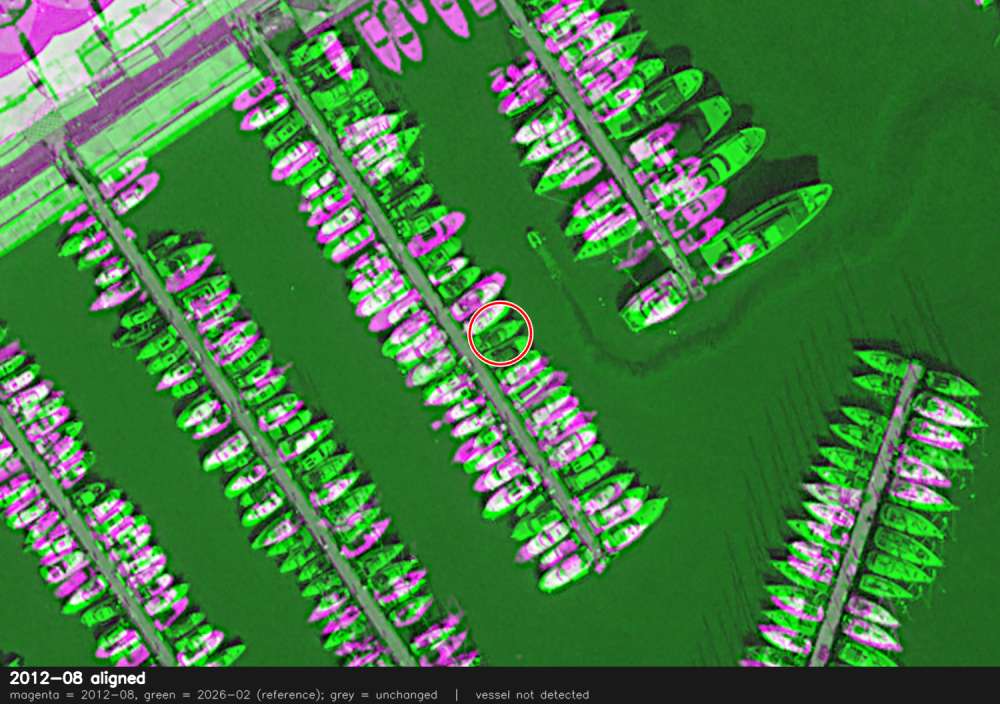 2012-08 aligned
magenta = 2012-08, green = 2026-02 (reference); grey = unchanged | vessel not detected